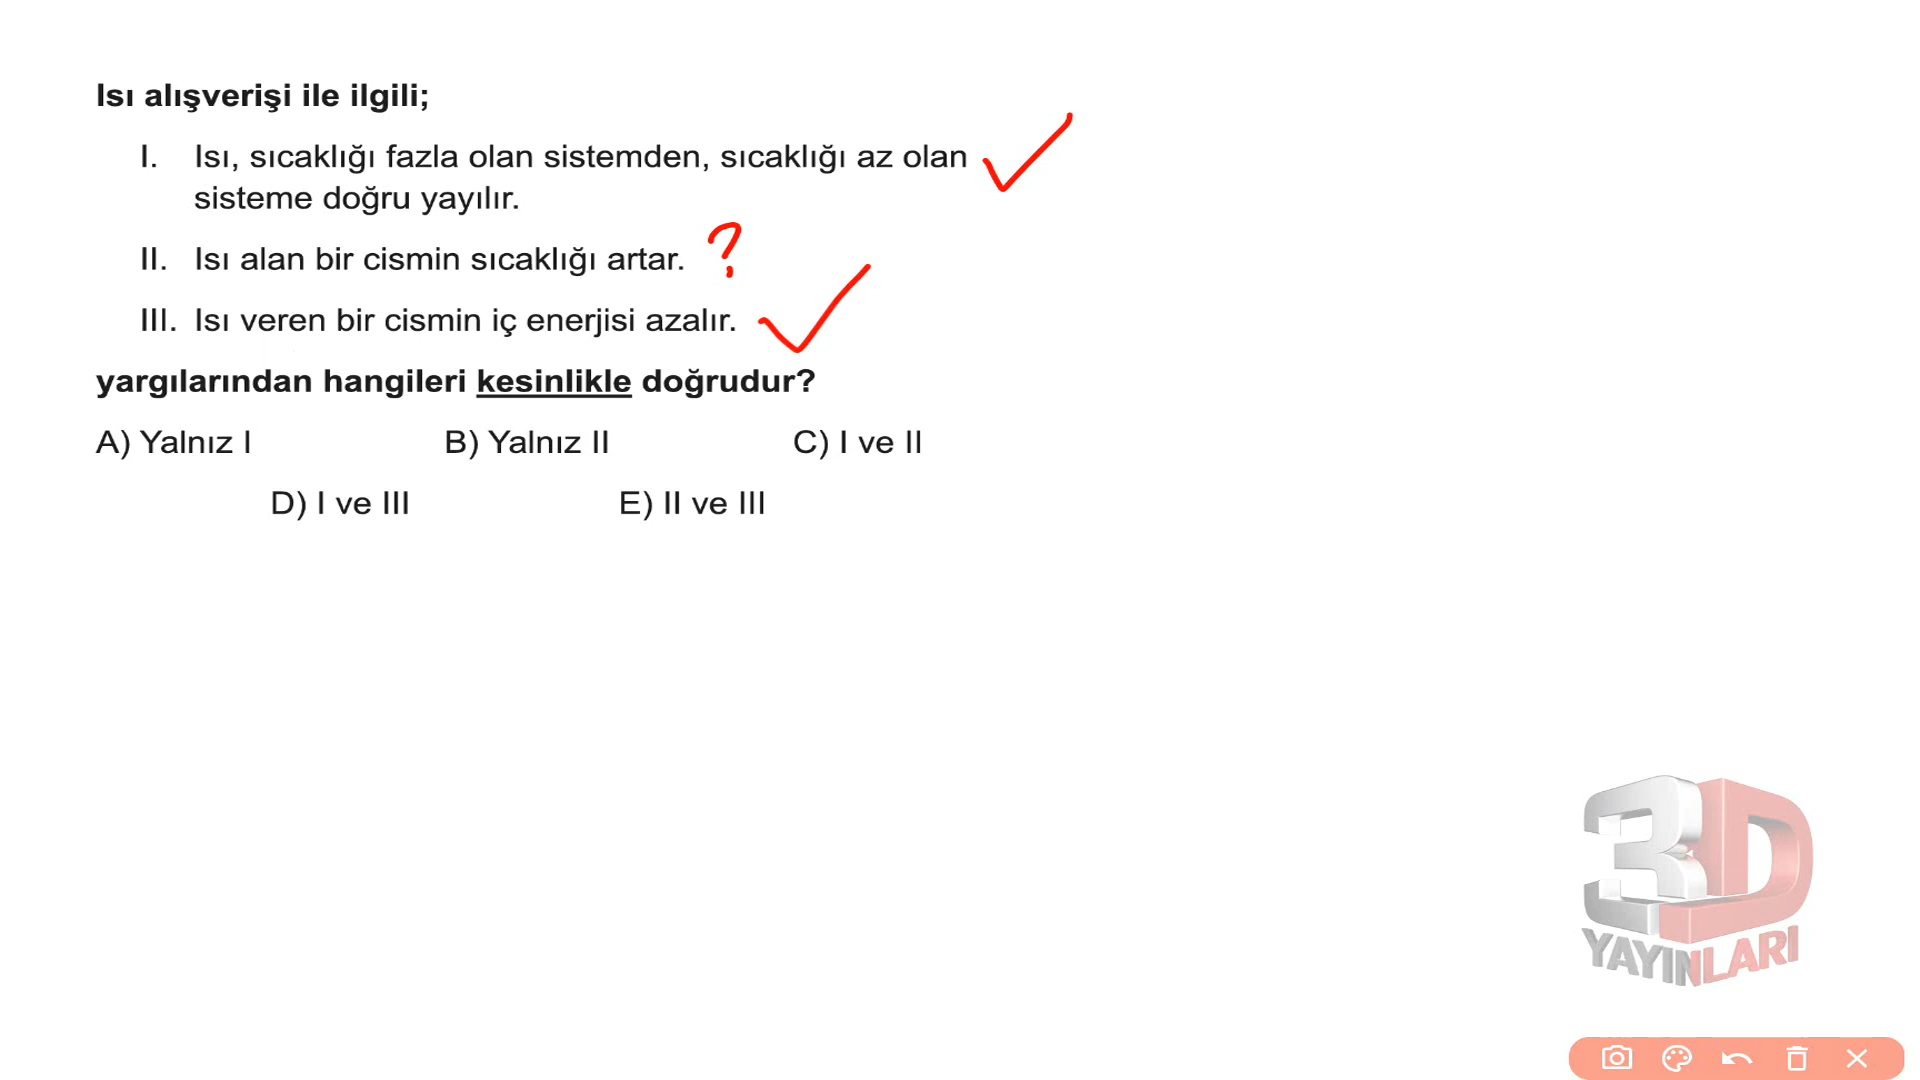 Isı alışverişi ile ilgili;
I. Isı, sıcaklığı fazla olan sistemden, sıcaklığı az olan
sisteme doğru yayılır.
II. Isı alan bir cismin sıcaklığı artar. ?
III. Isı veren bir cismin iç enerjisi azalır.
yargılarından hangileri kesinlikle doğrudur?
A) Yalnız I B) Yalnız II C) I ve II
D) I ve III E) II ve III
3D
YAYINLARI